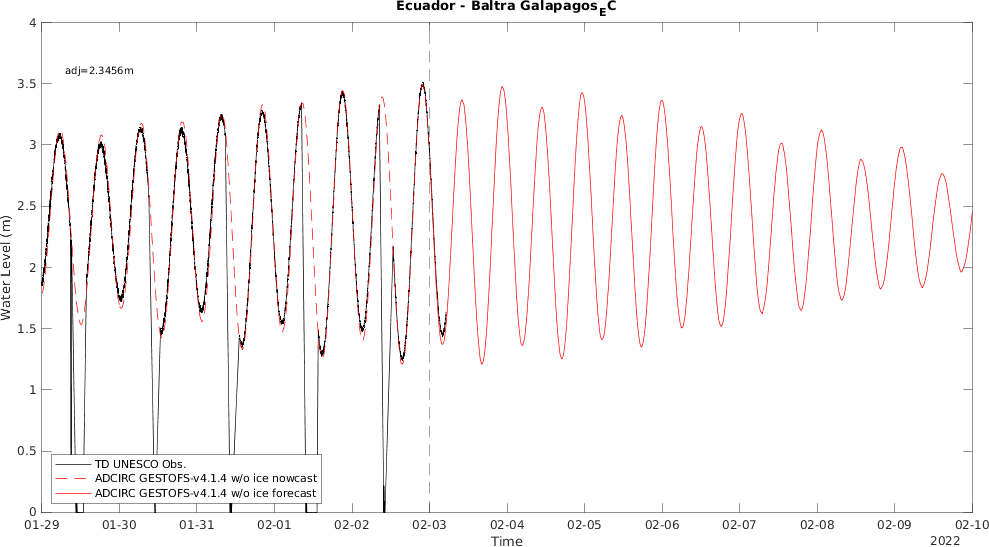 Ecuador - Baltra Galapagos_EC
4
adj=2.3456m
3.5
3
2.5
2
1.5
1
0.5
0
Water Level (m)
TD UNESCO Obs.
ADCIRC GESTOFS-v4.1.4 w/o ice nowcast
ADCIRC GESTOFS-v4.1.4 w/o ice forecast
01-29 01-30 01-31 02-01 02-02 02-03 02-04 02-05 02-06 02-07 02-08 02-09 02-10
Time
2022